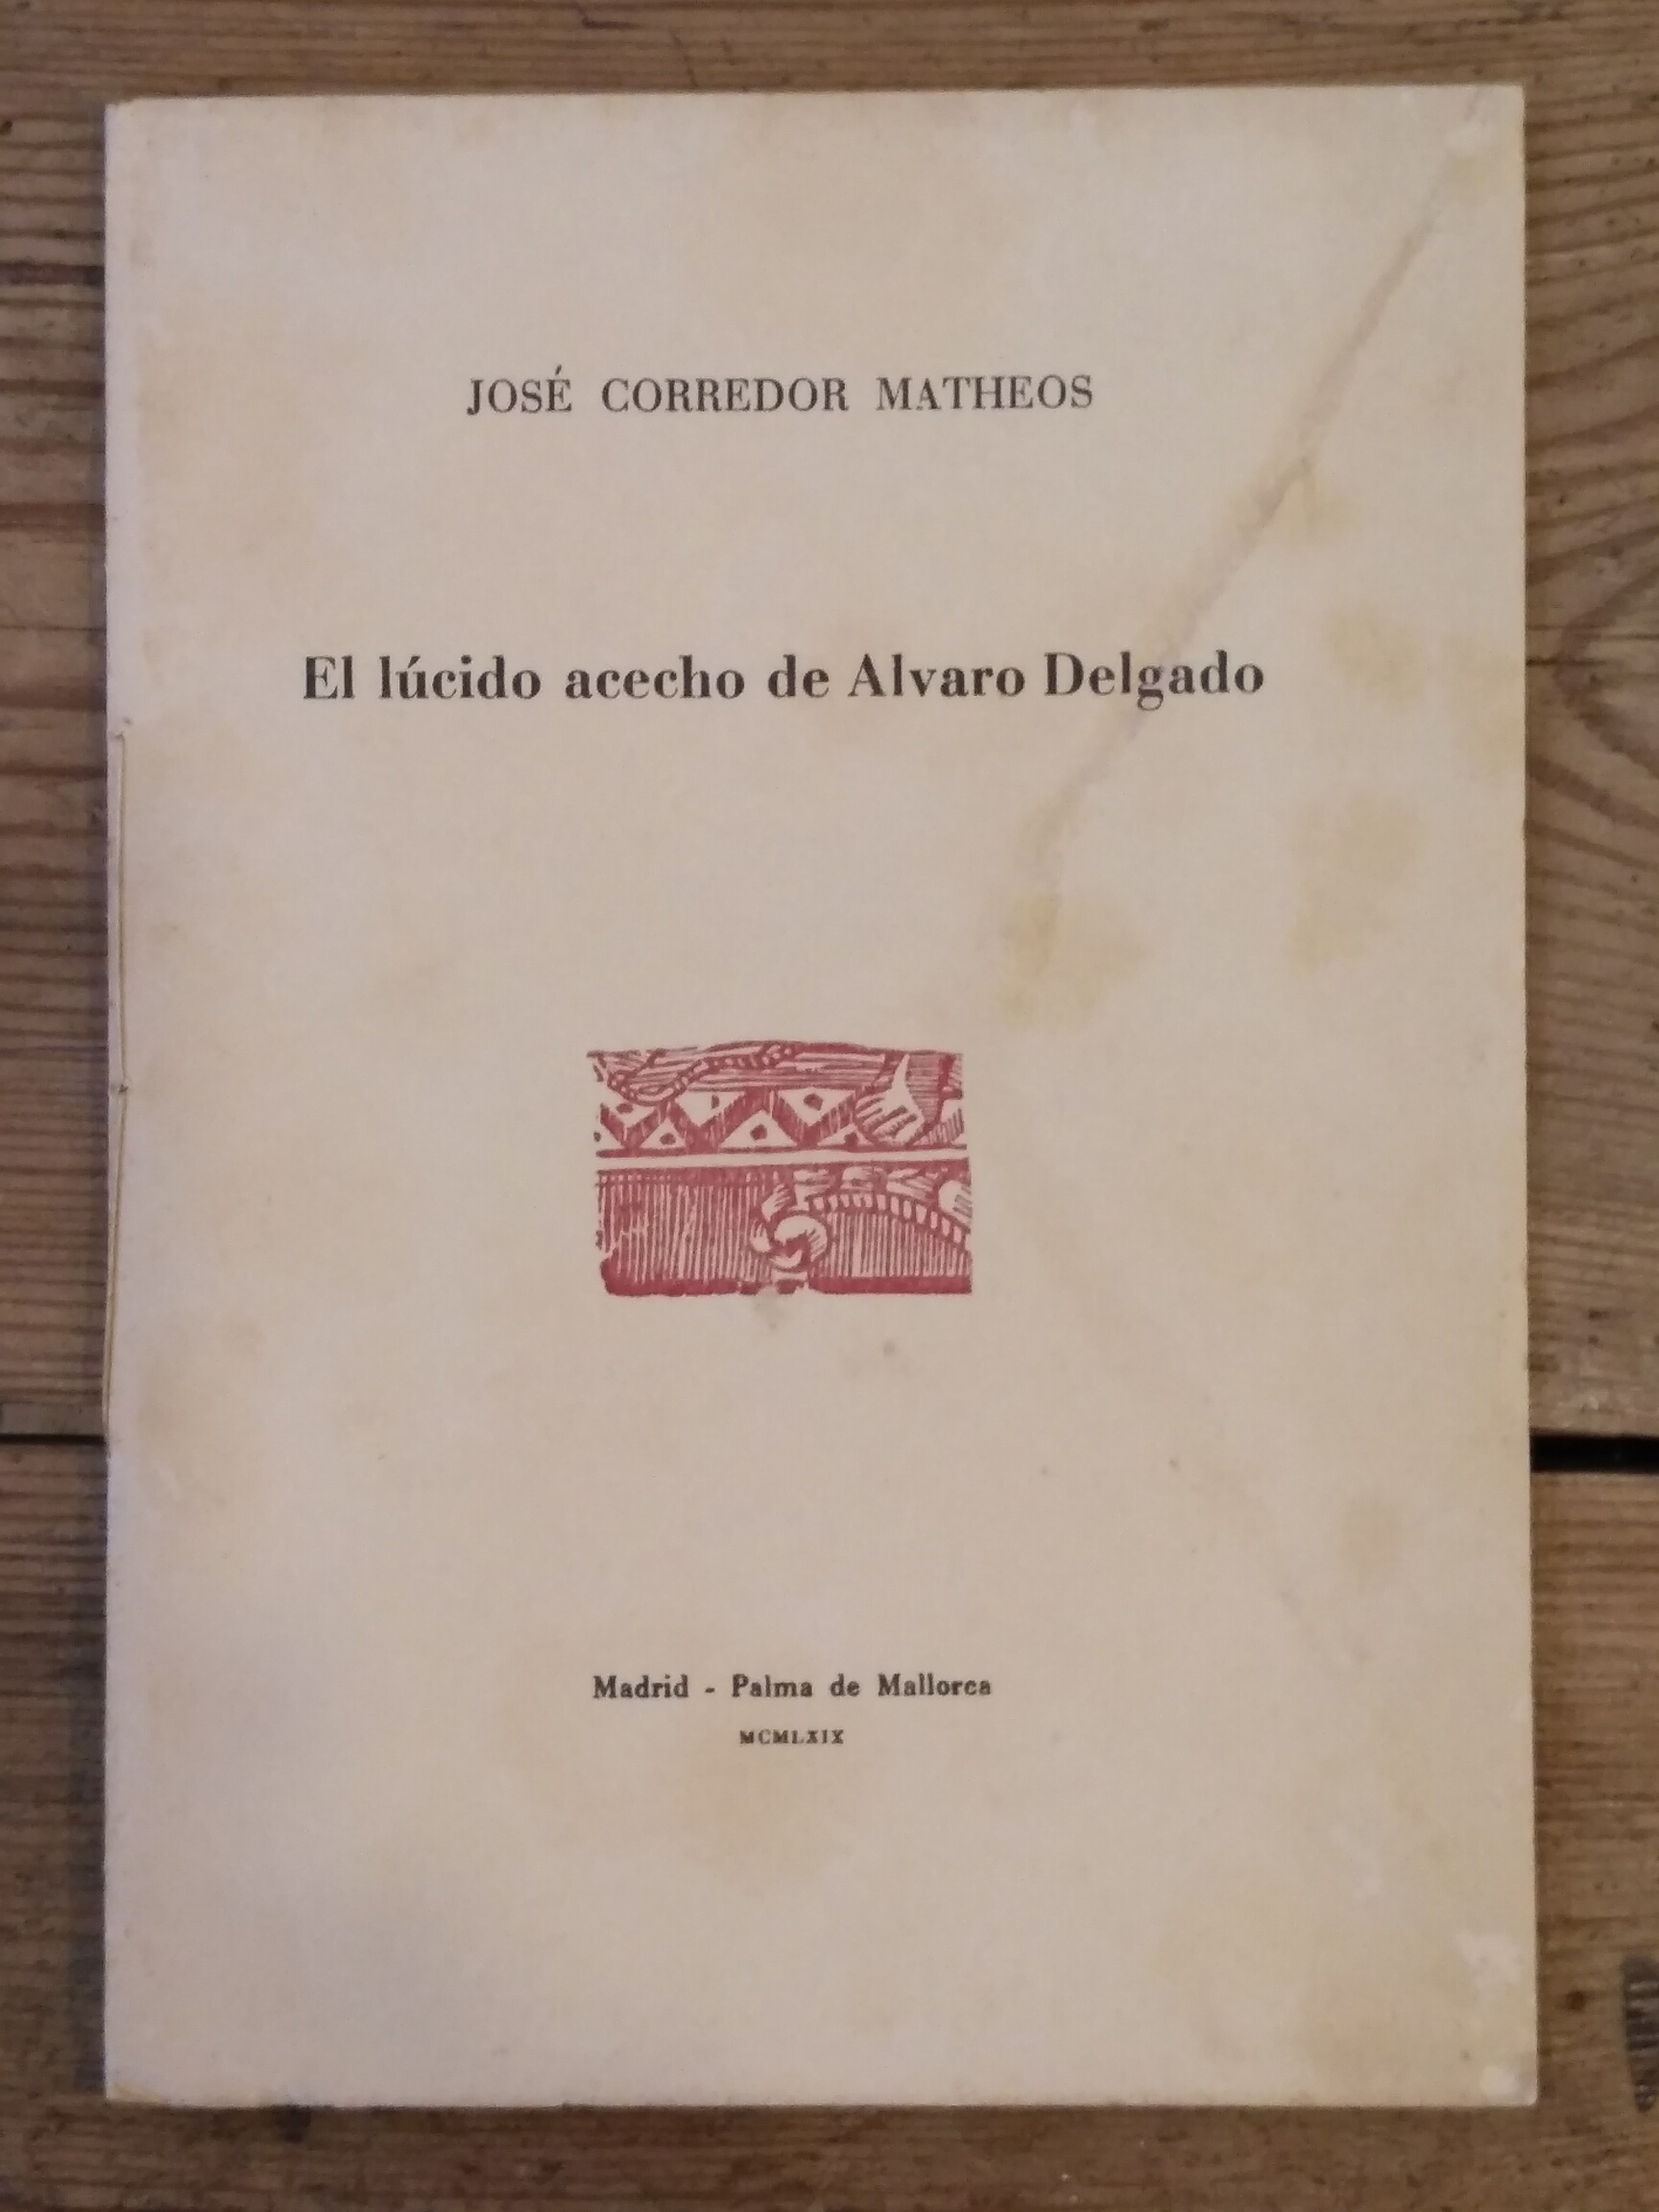 JOSÉ CORREDOR MATHEOS
El lúcido acecho de Alvaro Delgado
Madrid - Palma de Mallorca
MCMLXIX